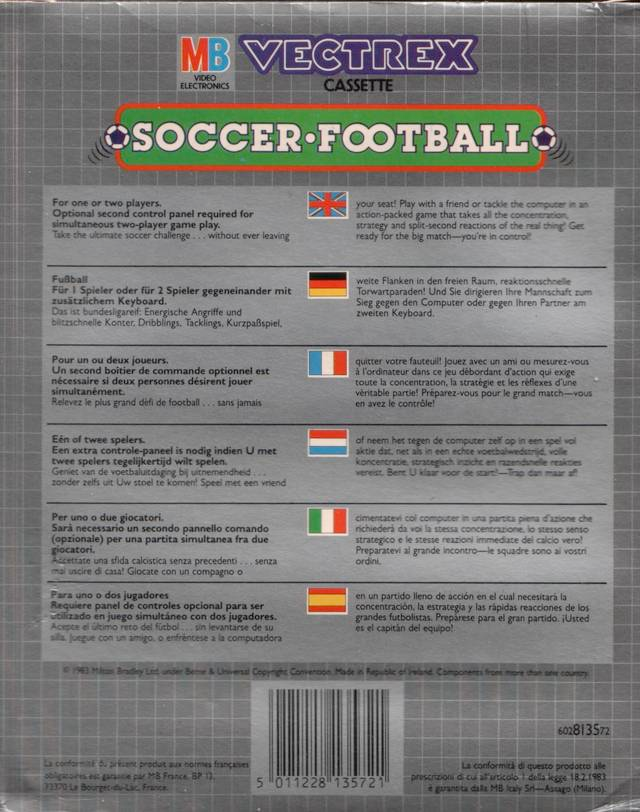 MB VECTREX
VIDEO
ELECTRONICS
CASSETTE
SOCCER•FOOTBALL
For one or two players.
Optional second control panel required for
simultaneous two-player game play.
Take the ultimate soccer challenge . . . without ever leaving
your seat! Play with a friend or tackle the computer in an
action-packed game that takes all the concentration,
strategy and split-second reactions of the real thing! Get
ready for the big match—you're in control!
Fußball
Für 1 Spieler oder für 2 Spieler gegeneinander mit
zusätzlichem Keyboard.
Das ist bundesligareif: Energische Angriffe und
blitzschnelle Konter, Dribblings, Tacklings, Kurzpaßspiel,
weite Flanken in den freien Raum, reaktionsschnelle
Torwartparaden! Und Sie dirigieren Ihre Mannschaft zum
Sieg gegen den Computer oder gegen Ihren Partner am
zweiten Keyboard.
Pour un ou deux joueurs.
Un second boîtier de commande optionnel est
nécessaire si deux personnes désirent jouer
simultanément.
Relevez le plus grand défi de football . . . sans jamais
quitter votre fauteuil! Jouez avec un ami ou mesurez-vous
à l'ordinateur dans ce jeu débordant d'action qui exige
toute la concentration, la stratégie et les réflexes d'une
véritable partie! Préparez-vous pour le grand match—vous
en avez le contrôle!
Eén of twee spelers.
Een extra controle-paneel is nodig indien U met
twee spelers tegelijkertijd wilt spelen.
Geniet van de voetbaluitdaging bij uitnemendheid . . .
zonder zelfs uit Uw stoel te komen! Speel met een vriend
of neem het tegen de computer zelf op in een spel vol
aktie dat, net als in een echte voetbalwedstrijd, volle
koncentratie, strategisch inzicht en razendsnelle reakties
vereist. Bent U klaar voor de start?—Trap dan maar af!
Per uno o due giocatori.
Sarà necessario un secondo pannello comando
(opzionale) per una partita simultanea fra due
giocatori.
Accettate una sfida calcistica senza precedenti . . . senza
mai uscire di casa! Giocate con un compagno o
cimentatevi col computer in una partita piena d'azione che
richiederà da voi la stessa concentrazione, lo stesso senso
strategico e le stesse reazioni immediate del calcio vero!
Preparatevi al grande incontro—le squadre sono ai vostri
ordini.
Para uno o dos jugadores
Requiere panel de controles opcional para ser
utilizado en juego simultáneo con dos jugadores.
Acepte el último reto del fútbol . . . sin levantarse de su
silla. Juegue con un amigo, o enfréntese a la computadora
en un partido lleno de acción en el cual necesitará la
concentración, la estrategia y las rápidas reacciones de los
grandes futbolistas. Prepárese para el gran partido. ¡Usted
es el capitán del equipo!
© 1983 Milton Bradley Ltd. under Berne & Universal Copyright Convention. Made in Republic of Ireland. Components from more than one country.
602813572
La conformité du présent produit aux normes françaises
obligatoires est garantie par MB France, BP 13,
73370 Le Bourget-du-Lac, France.
5 011228 135721
La conformità di questo prodotto alle
prescrizioni di cui all'articolo 1 della legge 18.2.1983
è garantita dalla MB Italy Srl—Assago (Milano).